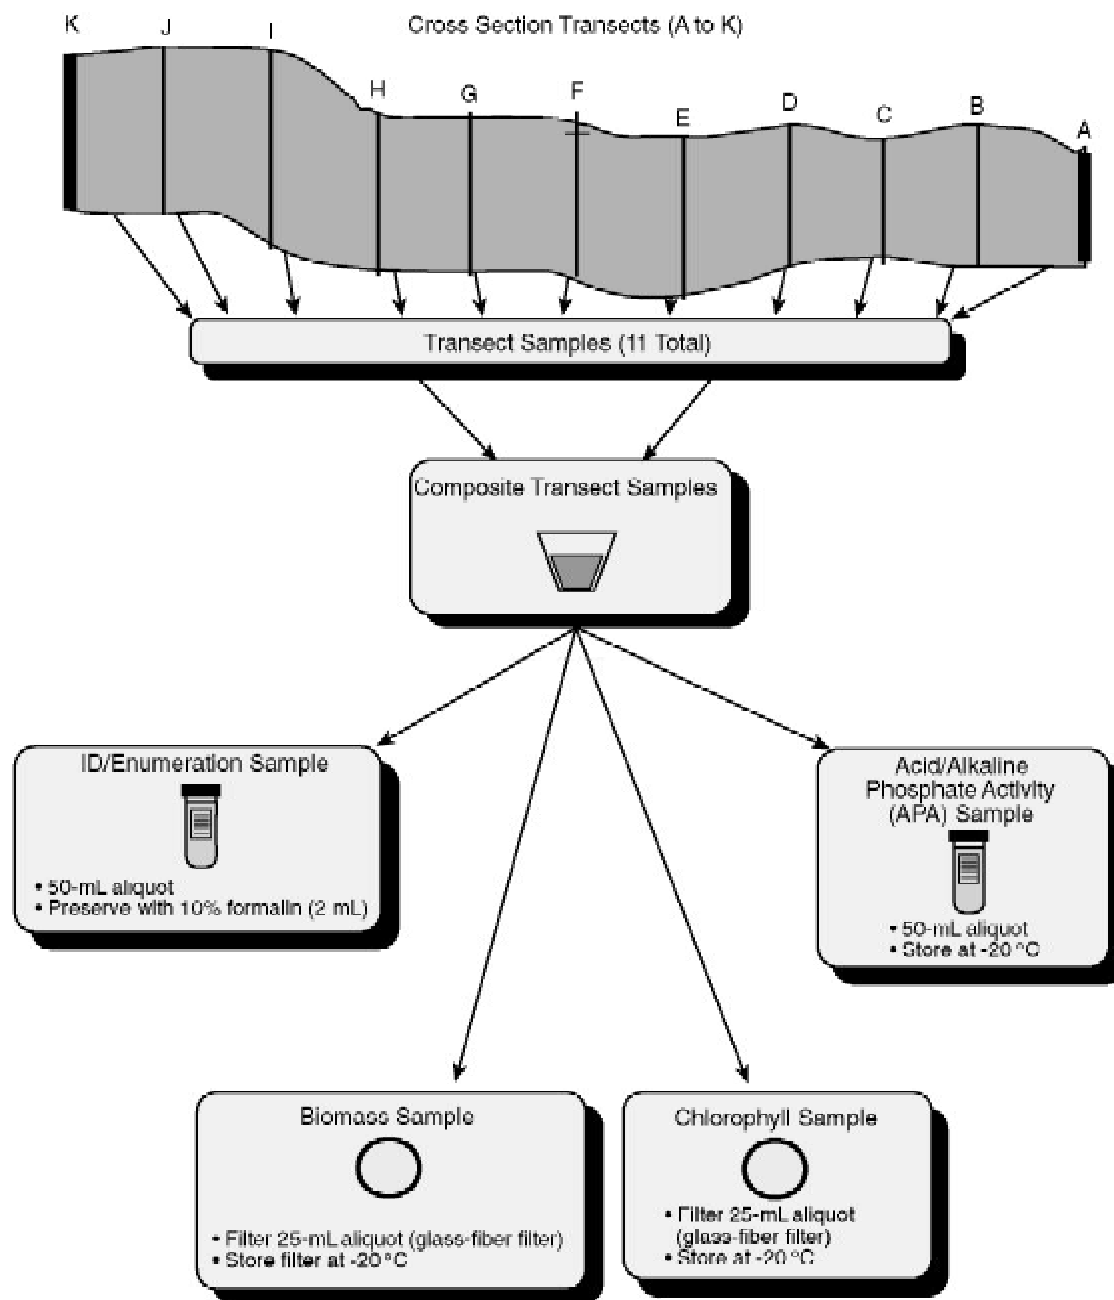 Cross Section Transects (A to K)
K
J
I
H
G
F
E
D
C
B
A
Transect Samples (11 Total)
Composite Transect Samples
ID/Enumeration Sample
• 50-mL aliquot
• Preserve with 10% formalin (2 mL)
Acid/Alkaline
Phosphate Activity
(APA) Sample
• 50-mL aliquot
• Store at -20 °C
Biomass Sample
• Filter 25-mL aliquot (glass-fiber filter)
• Store filter at -20 °C
Chlorophyll Sample
• Filter 25-mL aliquot
(glass-fiber filter)
• Store at -20 °C